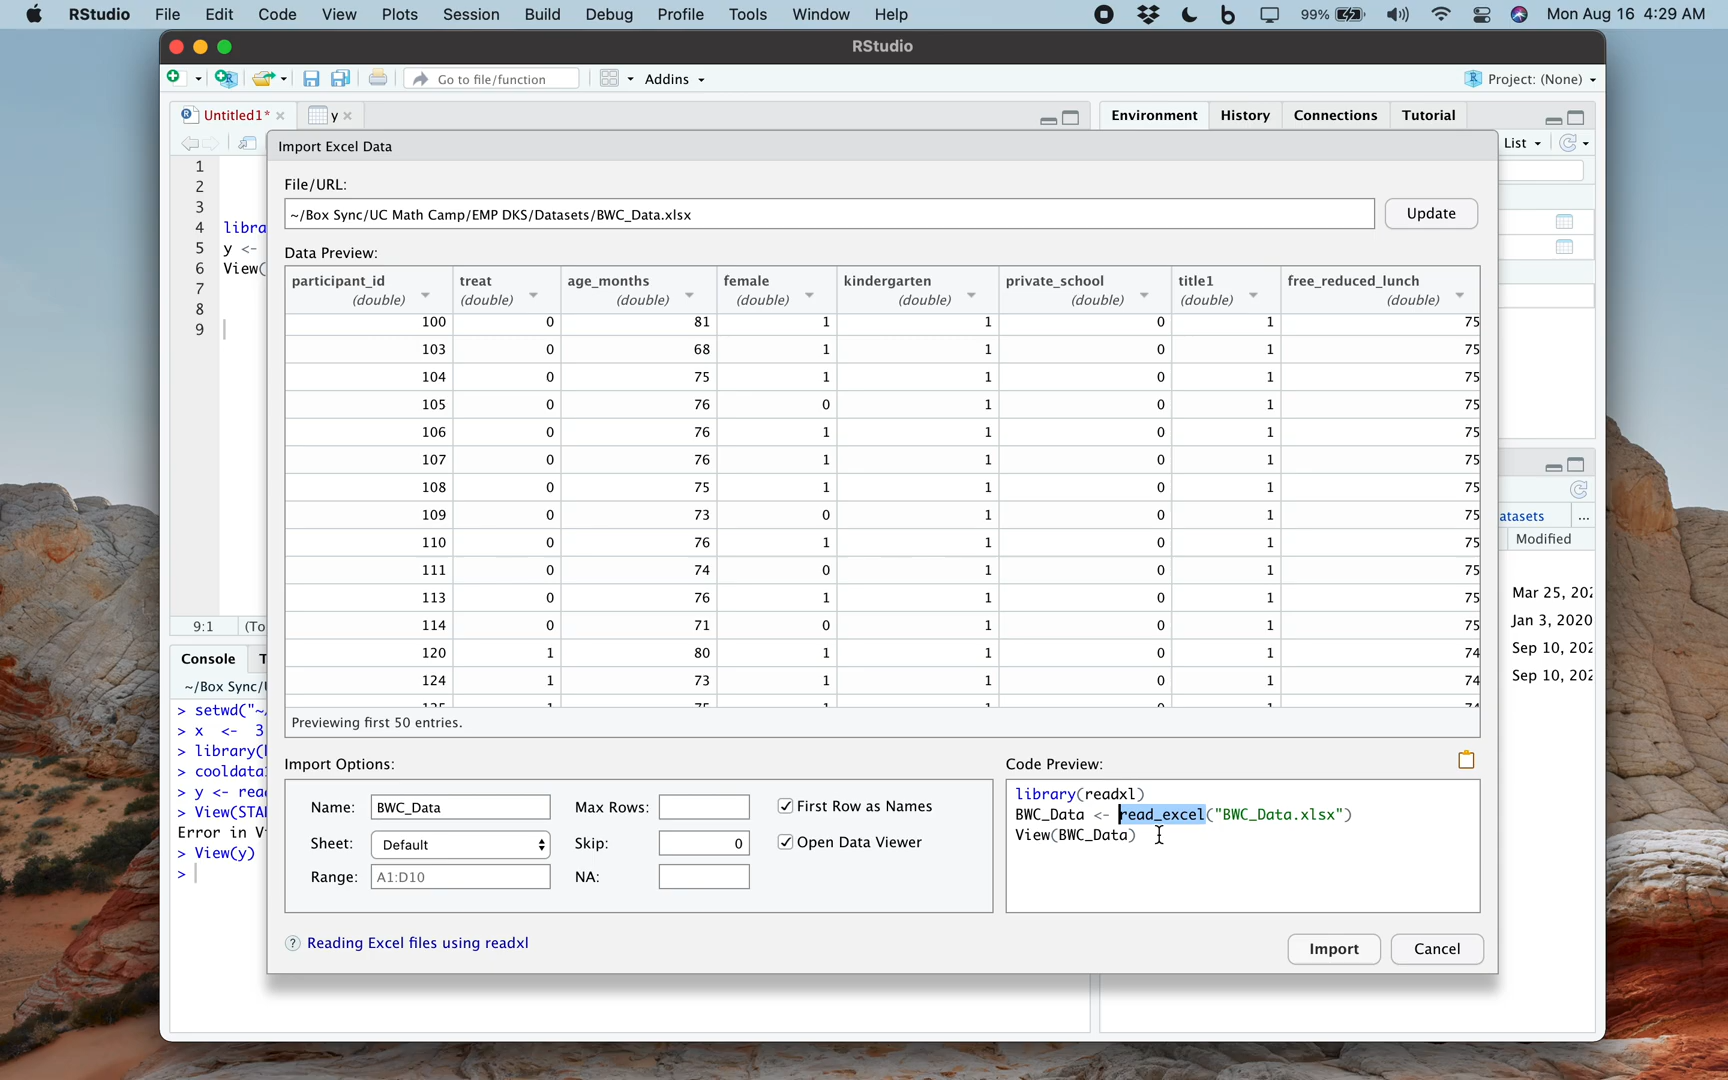 RStudio File Edit Code View Plots Session Build Debug Profile Tools Window Help 99% Mon Aug 16 4:29 AM
RStudio
Go to file/function Addins Project: (None)
Untitled1* y Environment History Connections Tutorial
List
Import Excel Data
File/URL:
~/Box Sync/UC Math Camp/EMP DKS/Datasets/BWC_Data.xlsx Update
Data Preview:
participant_id treat age_months female kindergarten private_school title1 free_reduced_lunch
(double) (double) (double) (double) (double) (double) (double) (double)
100 0 81 1 1 0 1 75
103 0 68 1 1 0 1 75
104 0 75 1 1 0 1 75
105 0 76 0 1 0 1 75
106 0 76 1 1 0 1 75
107 0 76 1 1 0 1 75
108 0 75 1 1 0 1 75
109 0 73 0 1 0 1 75
110 0 76 1 1 0 1 75
111 0 74 0 1 0 1 75
113 0 76 1 1 0 1 75
114 0 71 0 1 0 1 75
120 1 80 1 1 0 1 74
124 1 73 1 1 0 1 74
Previewing first 50 entries.
Import Options:
Name: BWC_Data Max Rows: First Row as Names
Sheet: Default Skip: 0 Open Data Viewer
Range: A1:D10 NA:
Code Preview:
library(readxl)
BWC_Data <- read_excel("BWC_Data.xlsx")
View(BWC_Data)
Reading Excel files using readxl
Import Cancel
1
2
3
4 libra
5 y <-
6 View(
7
8
9
9:1 (To
Console T
~/Box Sync/U
> setwd("~/
> x <- 3
> library(
> cooldata
> y <- rea
> View(STA
Error in V
> View(y)
>
atasets ...
Modified
Mar 25, 202
Jan 3, 2020
Sep 10, 202
Sep 10, 202